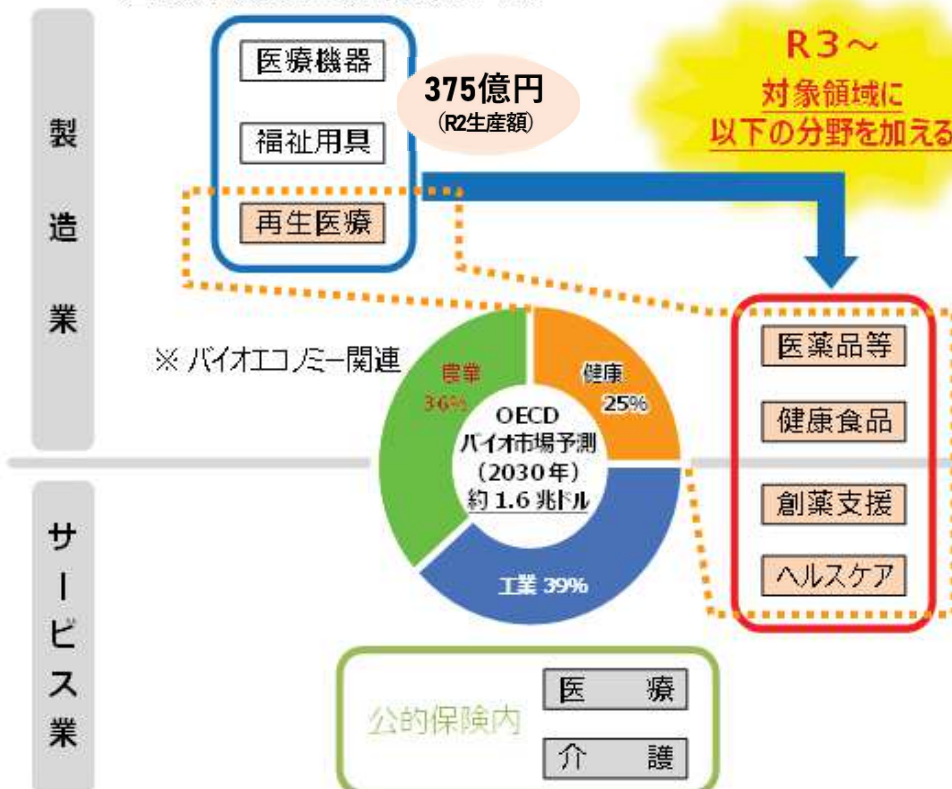 製造業
医療機器
福祉用具
再生医療
375億円
(R2生産額)
R3～
対象領域に
以下の分野を加える
※ バイオエコノミー関連
農業
36%
健康
25%
OECD
バイオ市場予測
(2030年)
約1.6兆ドル
工業 39%
医薬品等
健康食品
創薬支援
ヘルスケア
サービス業
公的保険内
医　療
介　護